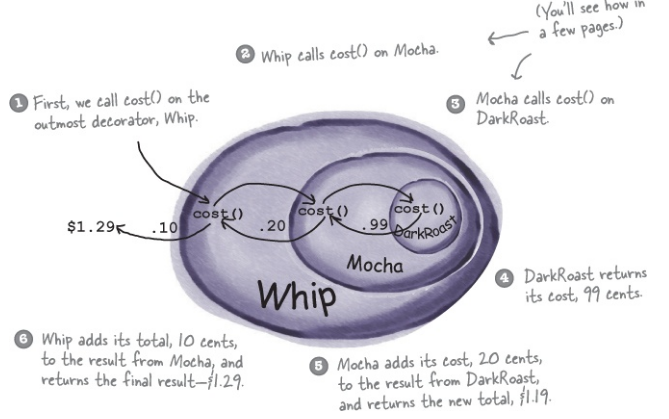 (You'll see how in
a few pages.)
2 Whip calls cost() on Mocha.
1 First, we call cost() on the
outmost decorator, Whip.
3 Mocha calls cost() on
DarkRoast.
$1.29
.10
cost()
.20
cost()
.99
cost()
DarkRoast
Mocha
Whip
4 DarkRoast returns
its cost, 99 cents.
6 Whip adds its total, 10 cents,
to the result from Mocha, and
returns the final result—$1.29.
5 Mocha adds its cost, 20 cents,
to the result from DarkRoast,
and returns the new total, $1.19.